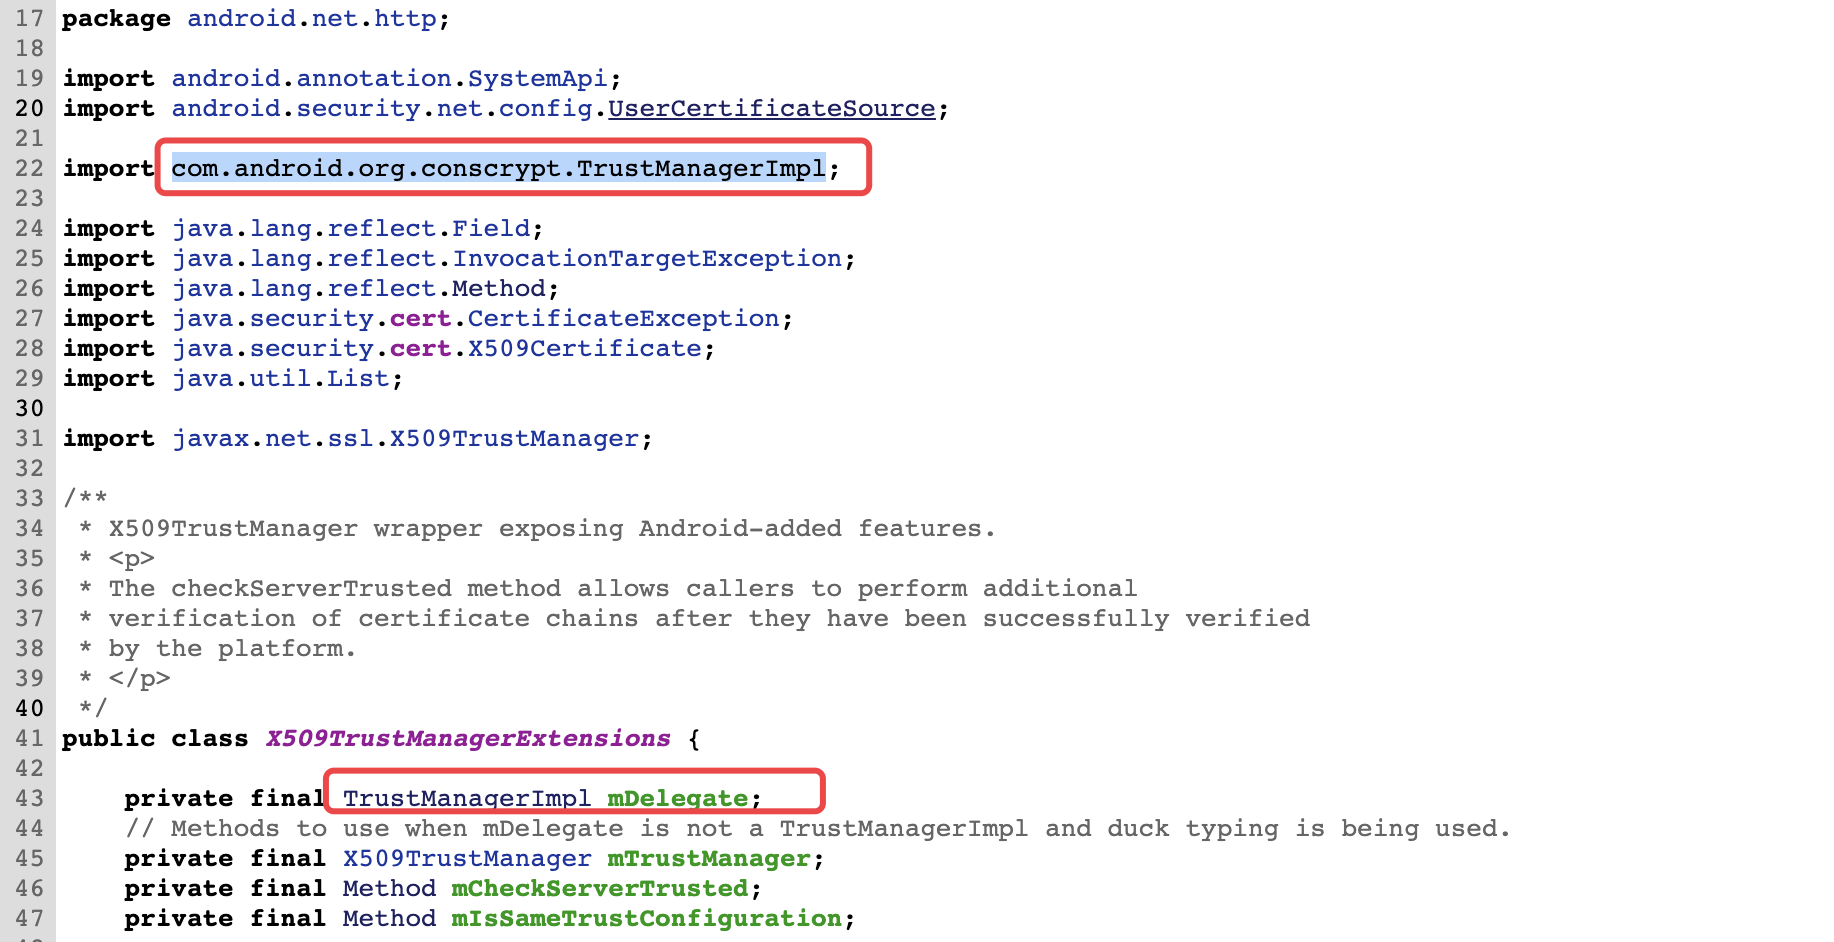 17 package android.net.http;
18
19 import android.annotation.SystemApi;
20 import android.security.net.config.UserCertificateSource;
21
22 import com.android.org.conscrypt.TrustManagerImpl;
23
24 import java.lang.reflect.Field;
25 import java.lang.reflect.InvocationTargetException;
26 import java.lang.reflect.Method;
27 import java.security.cert.CertificateException;
28 import java.security.cert.X509Certificate;
29 import java.util.List;
30
31 import javax.net.ssl.X509TrustManager;
32
33 /**
34  * X509TrustManager wrapper exposing Android-added features.
35  * <p>
36  * The checkServerTrusted method allows callers to perform additional
37  * verification of certificate chains after they have been successfully verified
38  * by the platform.
39  * </p>
40  */
41 public class X509TrustManagerExtensions {
42
43     private final TrustManagerImpl mDelegate;
44     // Methods to use when mDelegate is not a TrustManagerImpl and duck typing is being used.
45     private final X509TrustManager mTrustManager;
46     private final Method mCheckServerTrusted;
47     private final Method mIsSameTrustConfiguration;